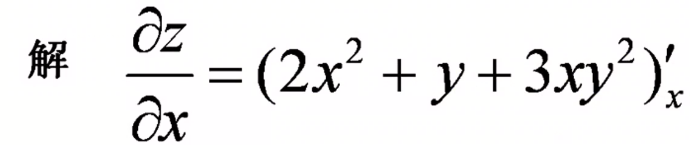 解 ∂z/∂x = (2x² + y + 3xy²)′ₓ